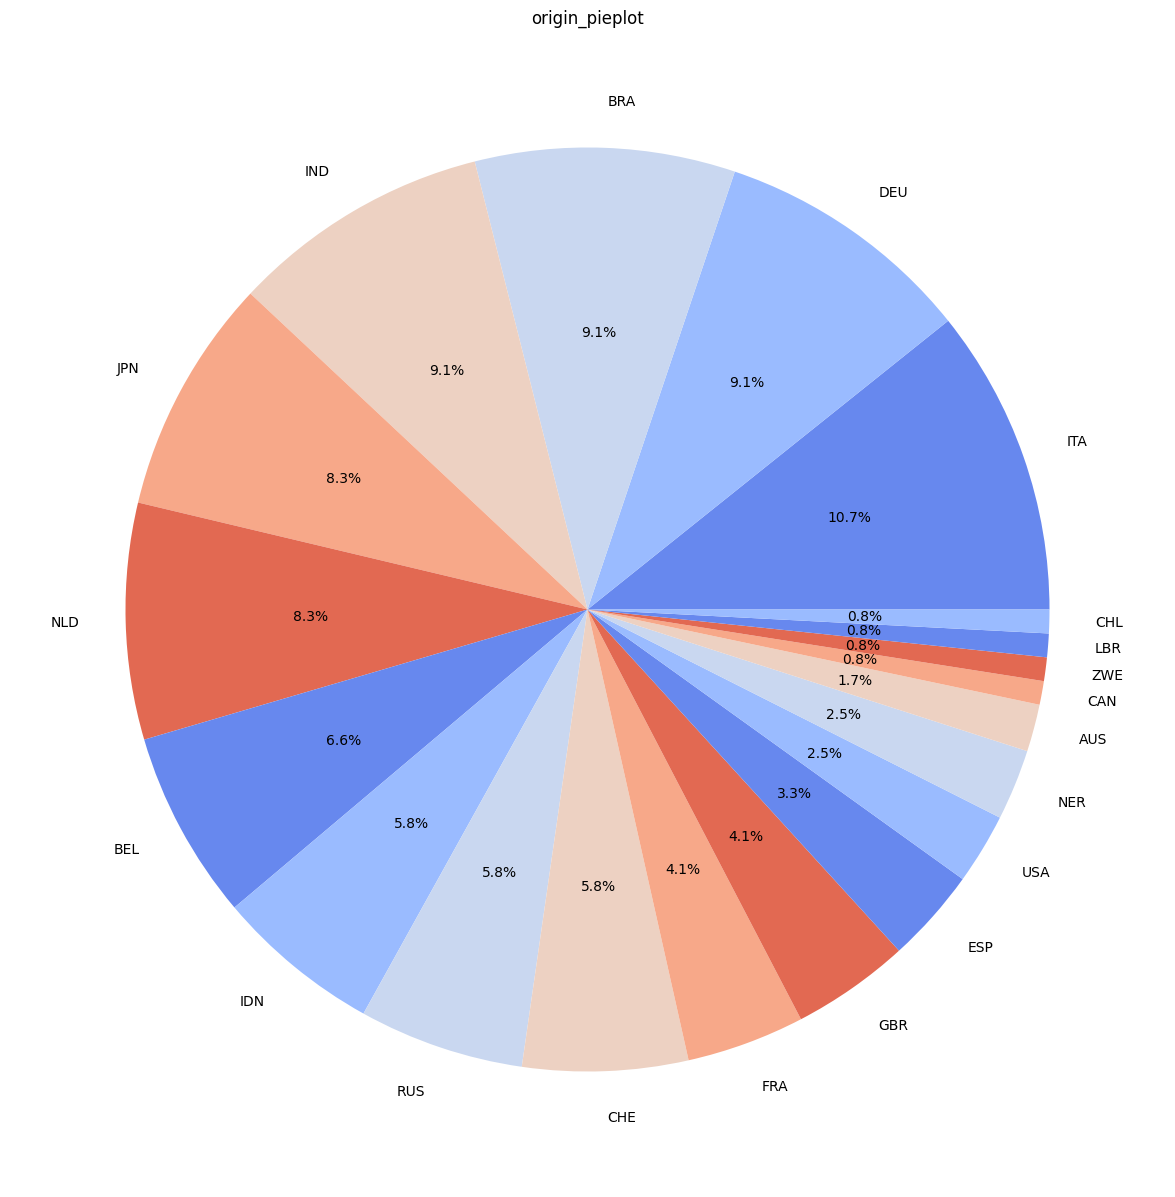 origin_pieplot
BRA
IND
DEU
JPN
9.1%
9.1%
9.1%
ITA
8.3%
10.7%
NLD
8.3%
0.8%
CHL
0.8%
LBR
0.8%
0.8%
ZWE
1.7%
CAN
2.5%
AUS
6.6%
2.5%
3.3%
NER
5.8%
4.1%
BEL
4.1%
5.8%
USA
5.8%
ESP
IDN
GBR
RUS
FRA
CHE